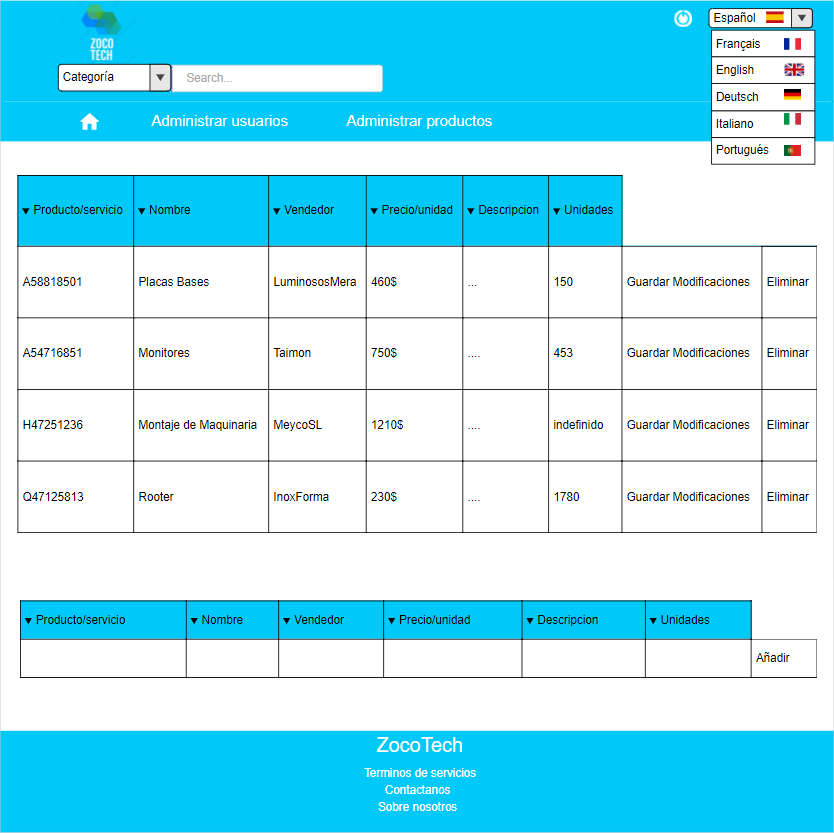 ZOCO
TECH
Español
Français
English
Deutsch
Italiano
Portugués
Categoría
Search...
Administrar usuarios
Administrar productos
Producto/servicio Nombre Vendedor Precio/unidad Descripcion Unidades
A58818501 Placas Bases LuminososMera 460$ ... 150 Guardar Modificaciones Eliminar
A54716851 Monitores Taimon 750$ .... 453 Guardar Modificaciones Eliminar
H47251236 Montaje de Maquinaria MeycoSL 1210$ .... indefinido Guardar Modificaciones Eliminar
Q47125813 Rooter InoxForma 230$ .... 1780 Guardar Modificaciones Eliminar
Producto/servicio Nombre Vendedor Precio/unidad Descripcion Unidades
Añadir
ZocoTech
Terminos de servicios
Contactanos
Sobre nosotros